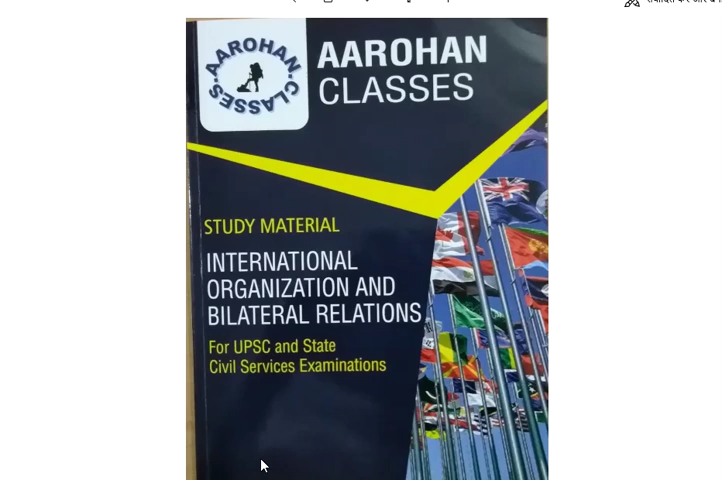 AAROHAN CLASSES
AAROHAN
CLASSES
STUDY MATERIAL
INTERNATIONAL
ORGANIZATION AND
BILATERAL RELATIONS
For UPSC and State
Civil Services Examinations